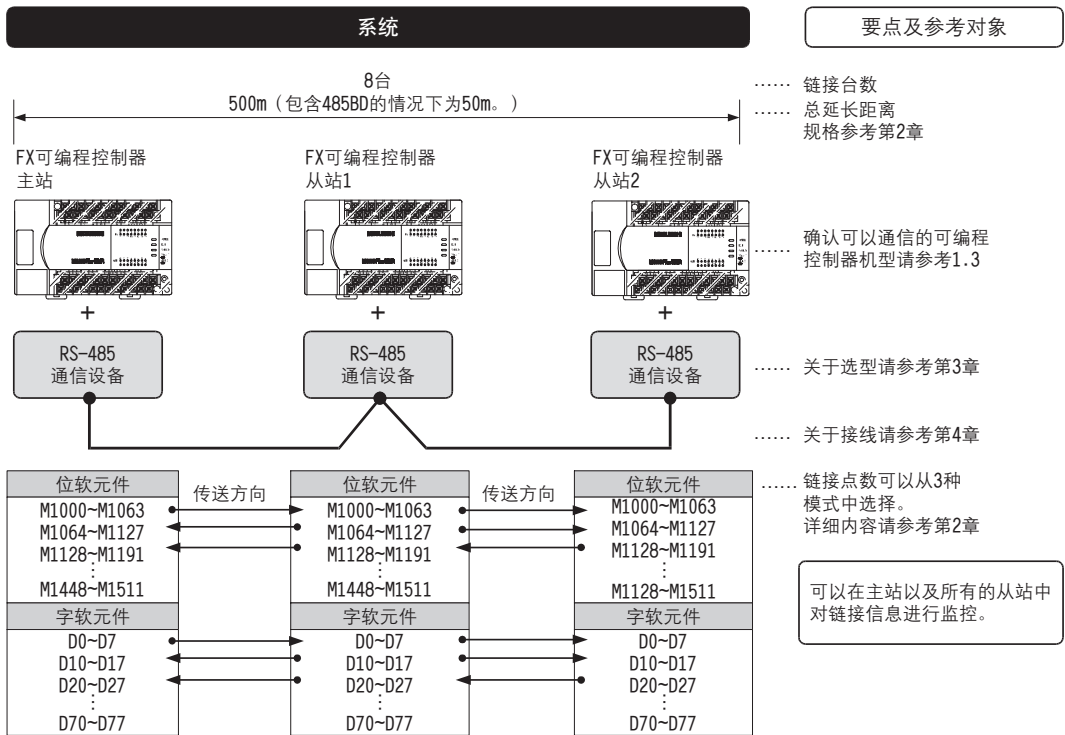 系统
要点及参考对象
8台
500m（包含485BD的情况下为50m。）
…… 链接台数
…… 总延长距离
规格参考第2章
FX可编程控制器
主站
FX可编程控制器
从站1
FX可编程控制器
从站2
…… 确认可以通信的可编程
控制器机型请参考1.3
+
+
+
RS-485
通信设备
RS-485
通信设备
RS-485
通信设备
…… 关于选型请参考第3章
…… 关于接线请参考第4章
位软元件
M1000~M1063
M1064~M1127
M1128~M1191
⋮
M1448~M1511
字软元件
D0~D7
D10~D17
D20~D27
⋮
D70~D77
传送方向
位软元件
M1000~M1063
M1064~M1127
M1128~M1191
⋮
M1448~M1511
字软元件
D0~D7
D10~D17
D20~D27
⋮
D70~D77
传送方向
位软元件
M1000~M1063
M1064~M1127
M1128~M1191
⋮
M1128~M1511
字软元件
D0~D7
D10~D17
D20~D27
⋮
D70~D77
…… 链接点数可以从3种
模式中选择。
详细内容请参考第2章
可以在主站以及所有的从站中
对链接信息进行监控。